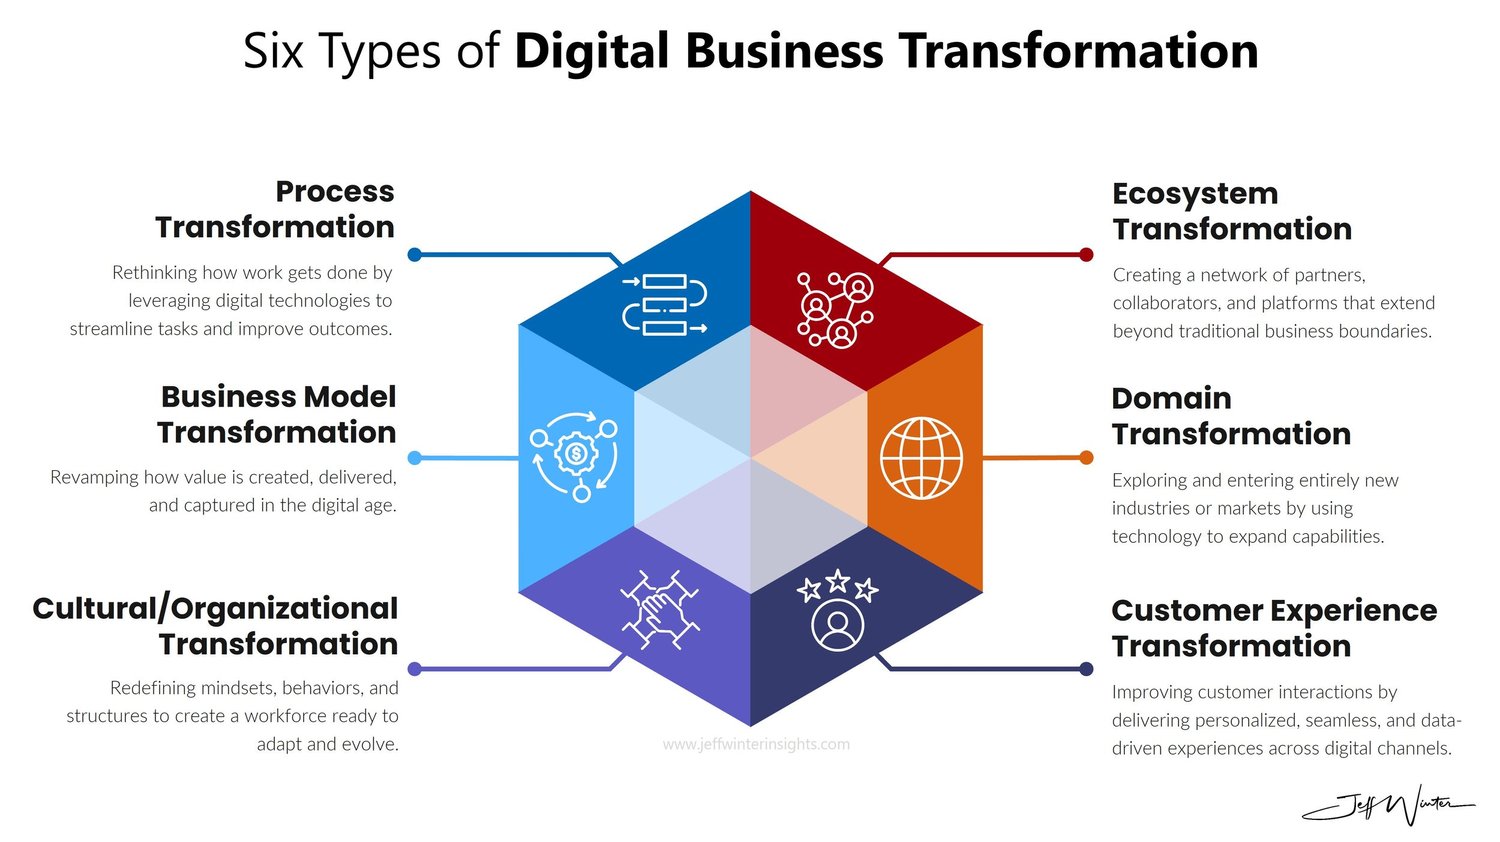 Six Types of Digital Business Transformation
Process
Transformation
Rethinking how work gets done by
leveraging digital technologies to
streamline tasks and improve outcomes.
Business Model
Transformation
Revamping how value is created, delivered,
and captured in the digital age.
Cultural/Organizational
Transformation
Redefining mindsets, behaviors, and
structures to create a workforce ready to
adapt and evolve.
$
Ecosystem
Transformation
Creating a network of partners,
collaborators, and platforms that extend
beyond traditional business boundaries.
Domain
Transformation
Exploring and entering entirely new
industries or markets by using
technology to expand capabilities.
Customer Experience
Transformation
Improving customer interactions by
delivering personalized, seamless, and data-
driven experiences across digital channels.
www.jeffwinterinsights.com
Jeff Winter